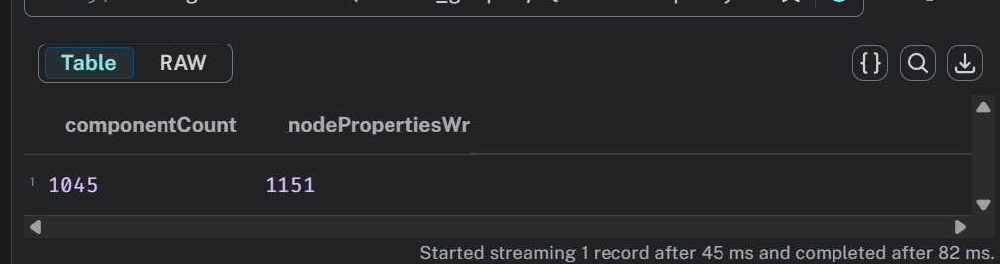 Table RAW
componentCount nodePropertiesWr
1 1045 1151
Started streaming 1 record after 45 ms and completed after 82 ms.